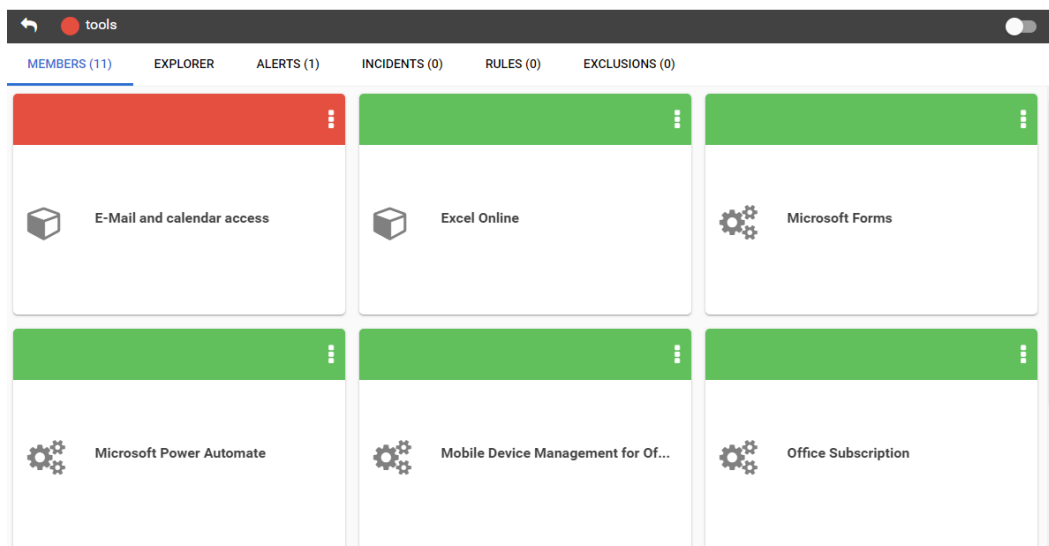 tools
MEMBERS (11) EXPLORER ALERTS (1) INCIDENTS (0) RULES (0) EXCLUSIONS (0)
E-Mail and calendar access
Excel Online
Microsoft Forms
Microsoft Power Automate
Mobile Device Management for Of...
Office Subscription